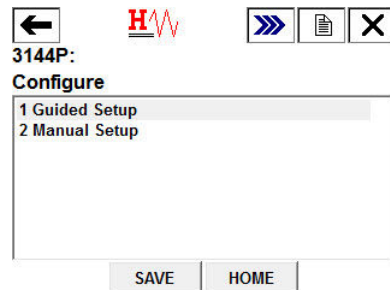 H
3144P:
Configure
1 Guided Setup
2 Manual Setup
SAVE HOME